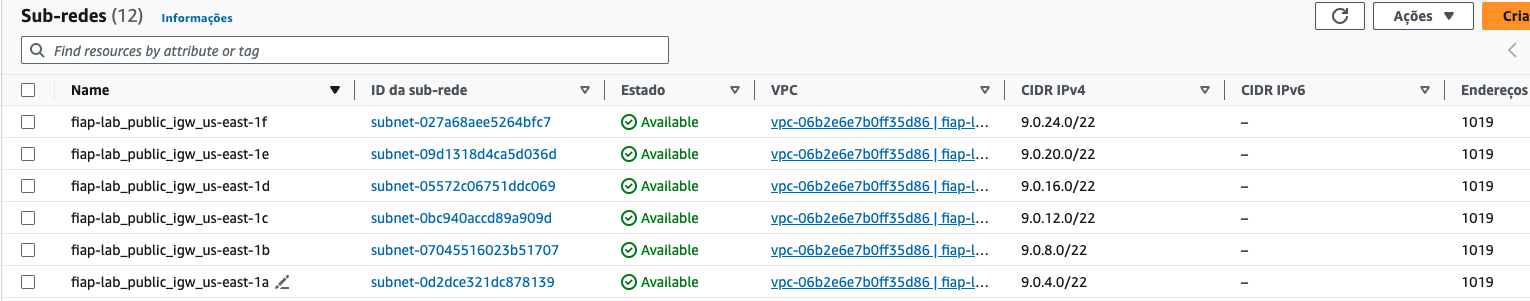 Sub-redes (12) Informações
Ações
Cria
Find resources by attribute or tag
Name ID da sub-rede Estado VPC CIDR IPv4 CIDR IPv6 Endereços
fiap-lab_public_igw_us-east-1f subnet-027a68aee5264bfc7 Available vpc-06b2e6e7b0ff35d86 | fiap-l... 9.0.24.0/22 – 1019
fiap-lab_public_igw_us-east-1e subnet-09d1318d4ca5d036d Available vpc-06b2e6e7b0ff35d86 | fiap-l... 9.0.20.0/22 – 1019
fiap-lab_public_igw_us-east-1d subnet-05572c06751ddc069 Available vpc-06b2e6e7b0ff35d86 | fiap-l... 9.0.16.0/22 – 1019
fiap-lab_public_igw_us-east-1c subnet-0bc940accd89a909d Available vpc-06b2e6e7b0ff35d86 | fiap-l... 9.0.12.0/22 – 1019
fiap-lab_public_igw_us-east-1b subnet-07045516023b51707 Available vpc-06b2e6e7b0ff35d86 | fiap-l... 9.0.8.0/22 – 1019
fiap-lab_public_igw_us-east-1a subnet-0d2dce321dc878139 Available vpc-06b2e6e7b0ff35d86 | fiap-l... 9.0.4.0/22 – 1019